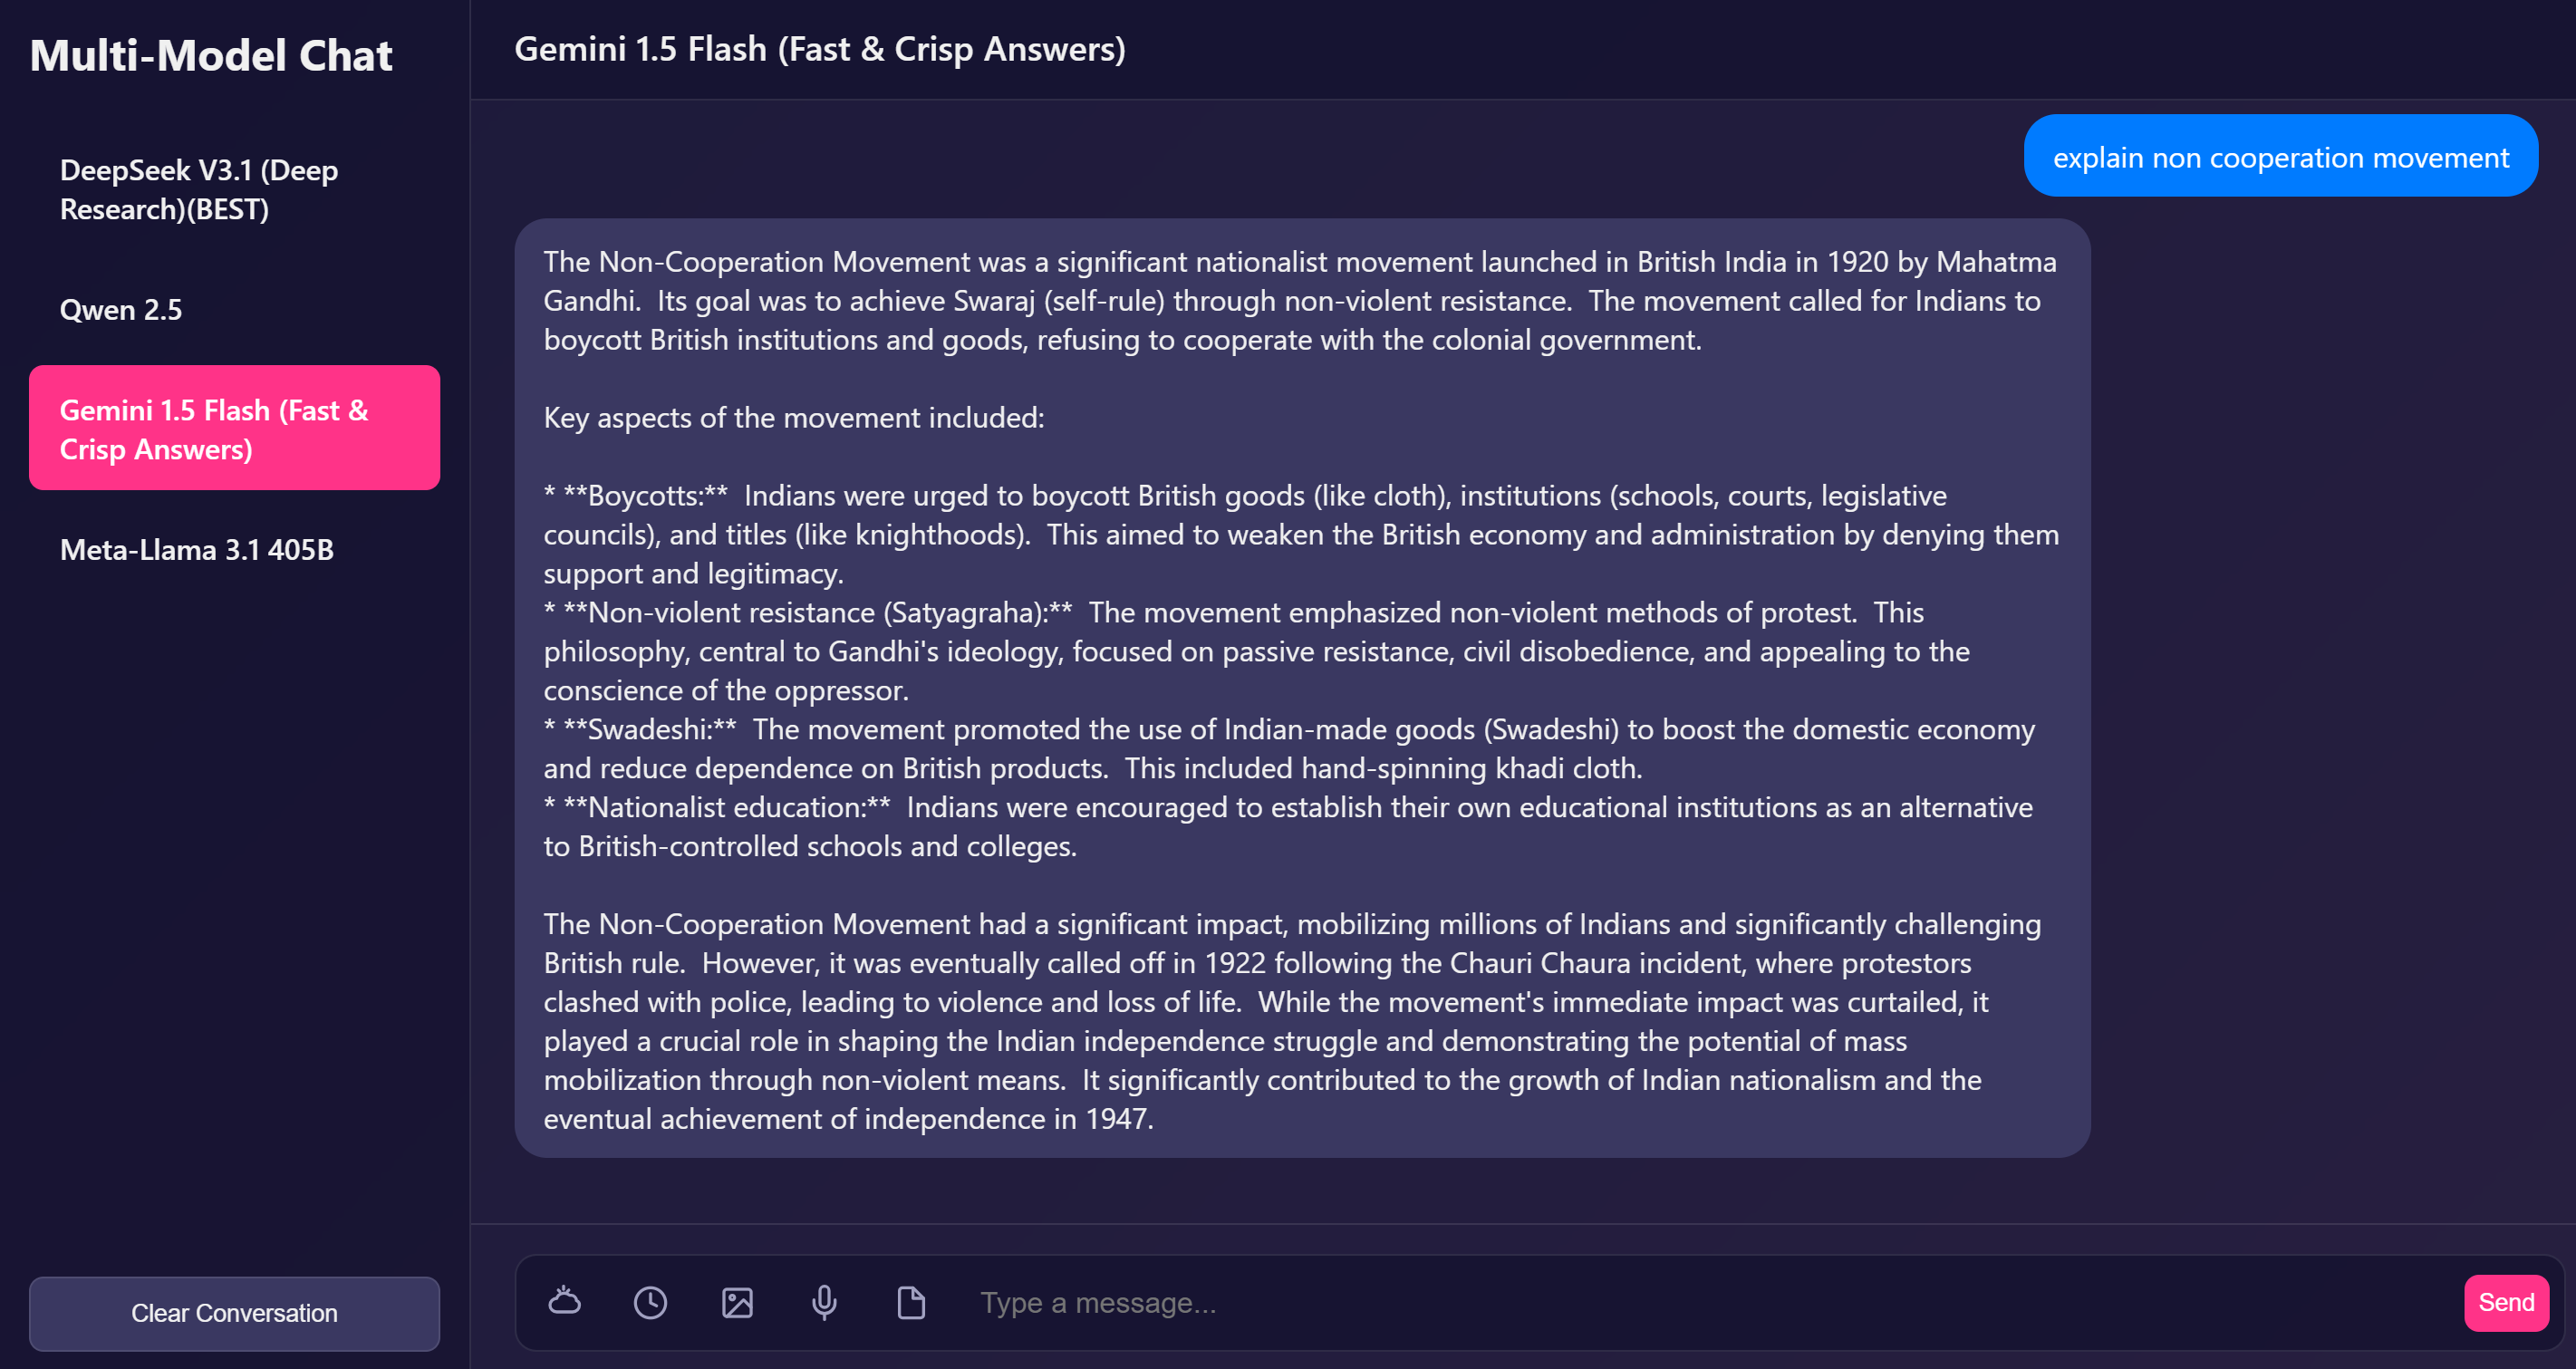 Multi-Model Chat
DeepSeek V3.1 (Deep
Research)(BEST)
Qwen 2.5
Gemini 1.5 Flash (Fast &
Crisp Answers)
Meta-Llama 3.1 405B
Clear Conversation
Gemini 1.5 Flash (Fast & Crisp Answers)
explain non cooperation movement
The Non-Cooperation Movement was a significant nationalist movement launched in British India in 1920 by Mahatma
Gandhi.  Its goal was to achieve Swaraj (self-rule) through non-violent resistance.  The movement called for Indians to
boycott British institutions and goods, refusing to cooperate with the colonial government.
Key aspects of the movement included:
* **Boycotts:**  Indians were urged to boycott British goods (like cloth), institutions (schools, courts, legislative
councils), and titles (like knighthoods).  This aimed to weaken the British economy and administration by denying them
support and legitimacy.
* **Non-violent resistance (Satyagraha):**  The movement emphasized non-violent methods of protest.  This
philosophy, central to Gandhi's ideology, focused on passive resistance, civil disobedience, and appealing to the
conscience of the oppressor.
* **Swadeshi:**  The movement promoted the use of Indian-made goods (Swadeshi) to boost the domestic economy
and reduce dependence on British products.  This included hand-spinning khadi cloth.
* **Nationalist education:**  Indians were encouraged to establish their own educational institutions as an alternative
to British-controlled schools and colleges.
The Non-Cooperation Movement had a significant impact, mobilizing millions of Indians and significantly challenging
British rule.  However, it was eventually called off in 1922 following the Chauri Chaura incident, where protestors
clashed with police, leading to violence and loss of life.  While the movement's immediate impact was curtailed, it
played a crucial role in shaping the Indian independence struggle and demonstrating the potential of mass
mobilization through non-violent means.  It significantly contributed to the growth of Indian nationalism and the
eventual achievement of independence in 1947.
Type a message...
Send